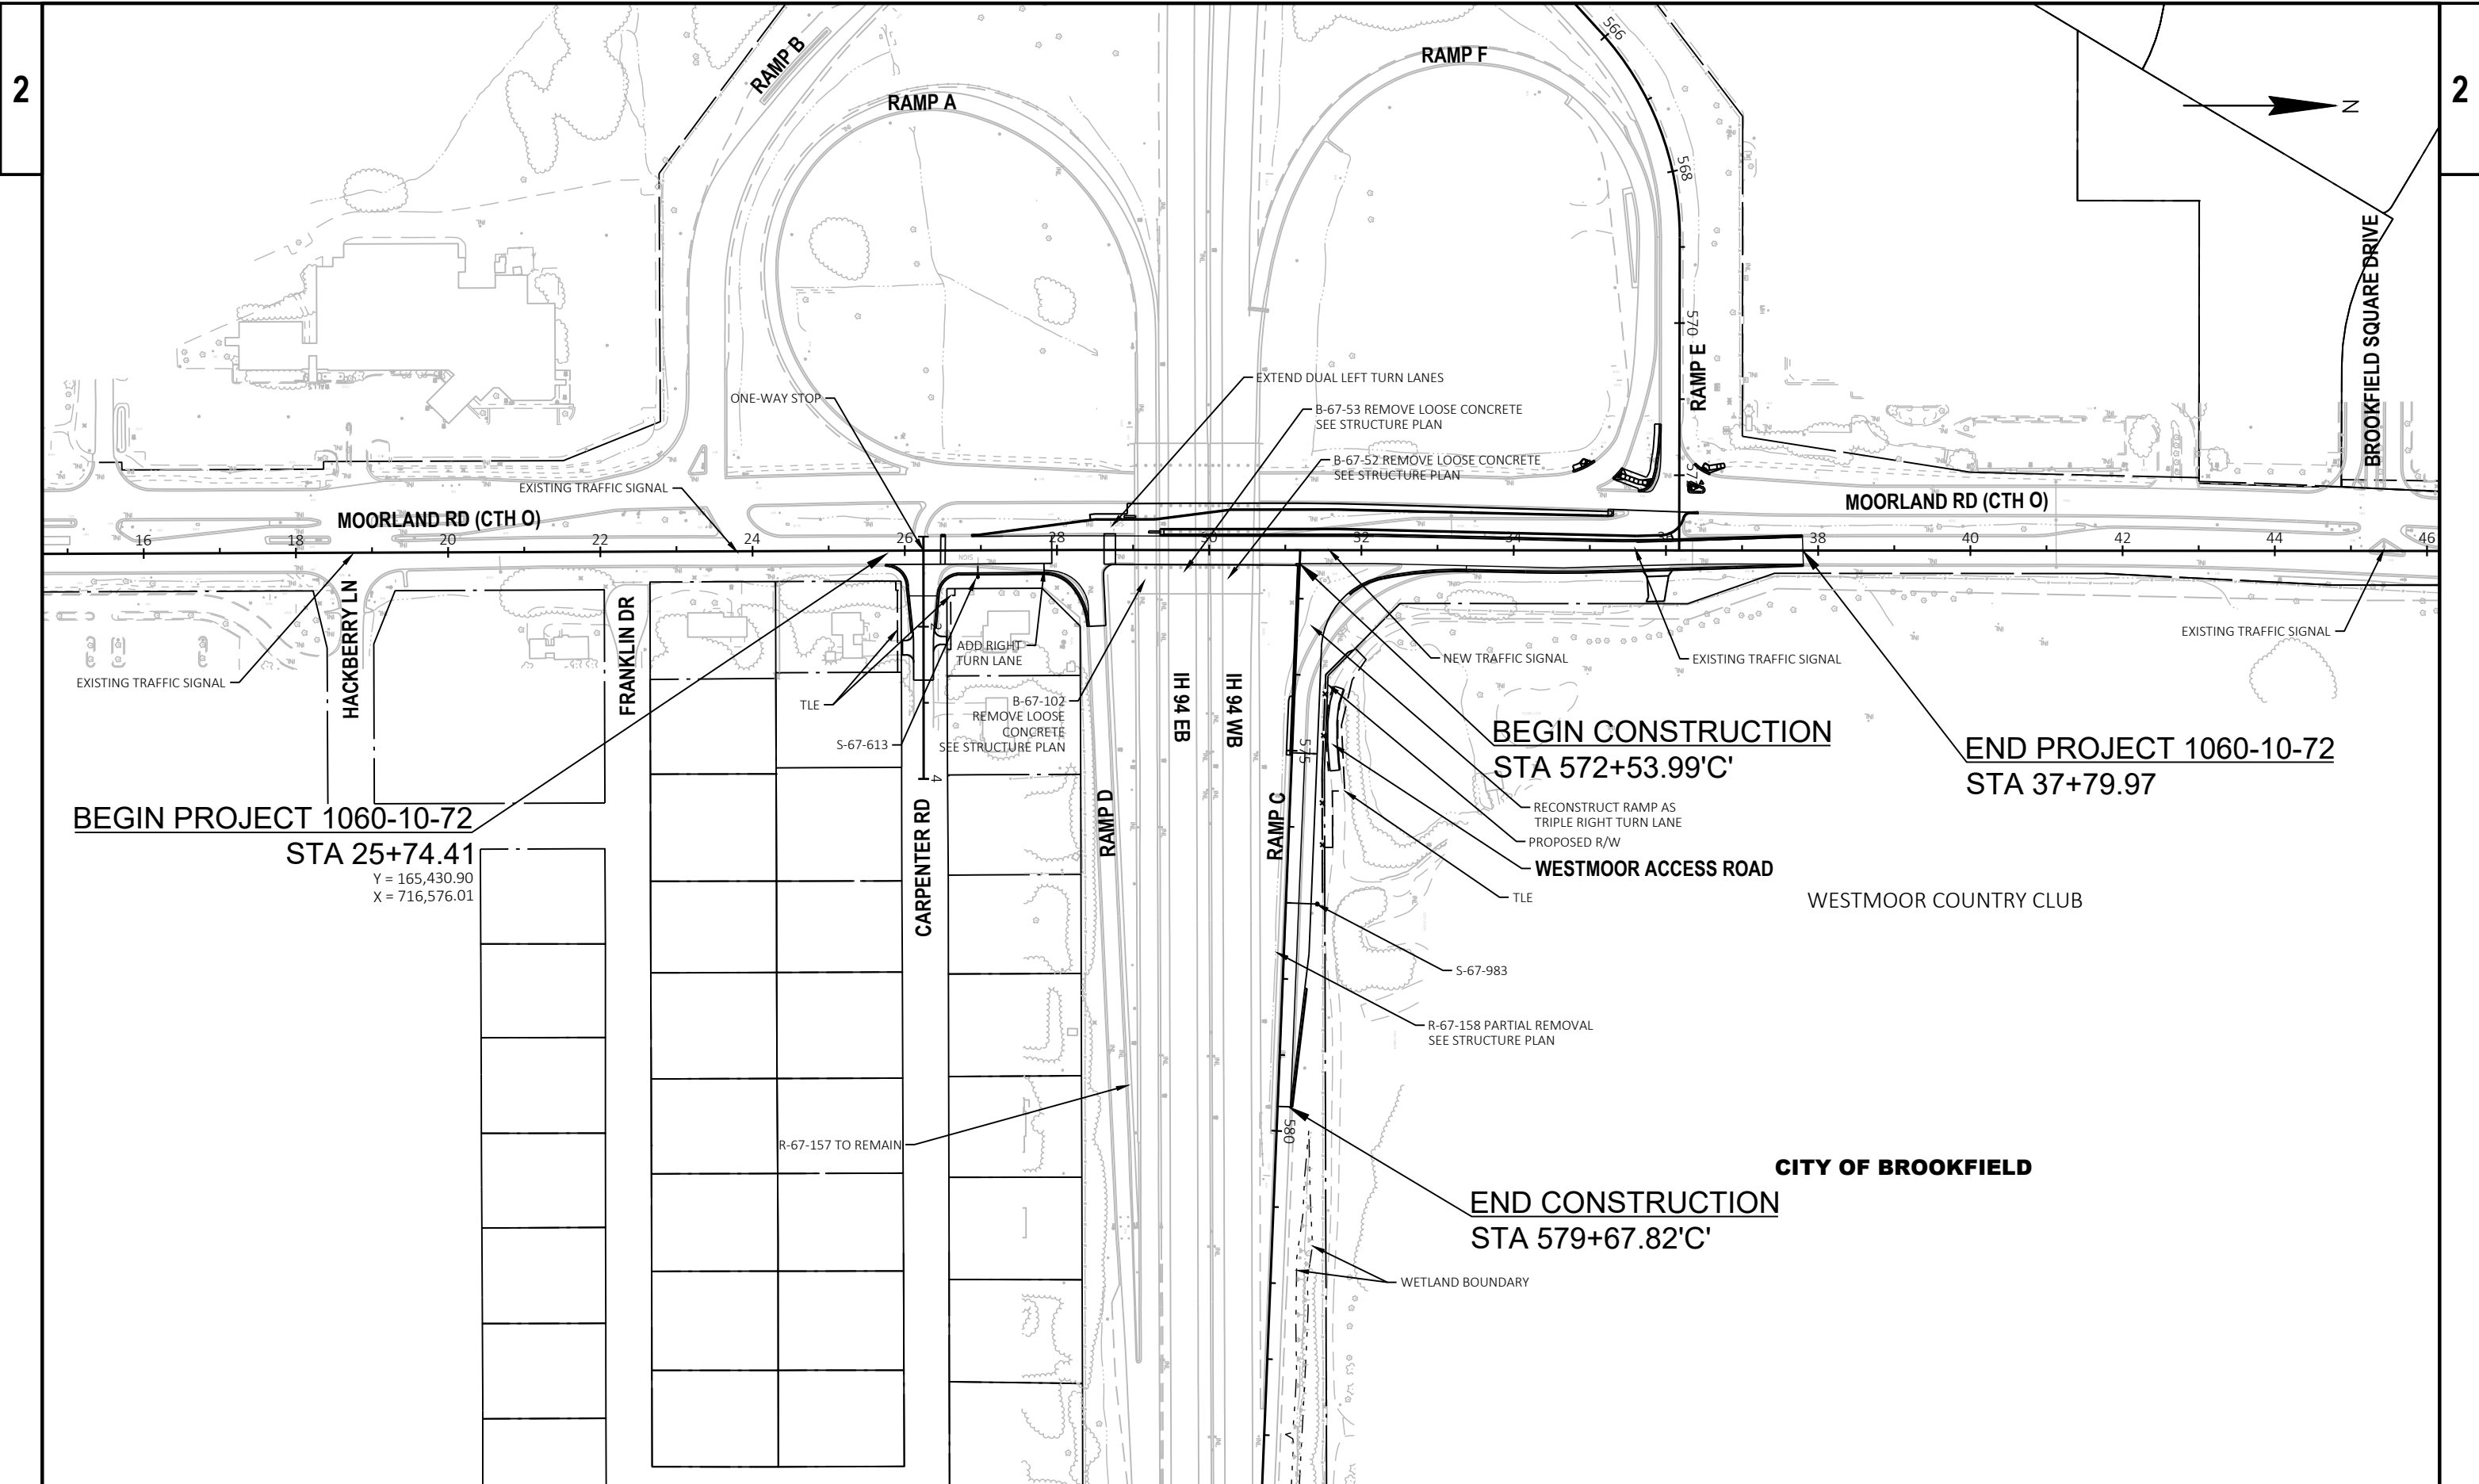 2
2
RAMP B
RAMP A
RAMP F
566
568
570
RAMP E
N
BROOKFIELD SQUARE DRIVE
EXTEND DUAL LEFT TURN LANES
ONE-WAY STOP
B-67-53 REMOVE LOOSE CONCRETE
SEE STRUCTURE PLAN
B-67-52 REMOVE LOOSE CONCRETE
SEE STRUCTURE PLAN
EXISTING TRAFFIC SIGNAL
MOORLAND RD (CTH O)
MOORLAND RD (CTH O)
16
18
20
22
24
26
28
30
32
34
36
38
40
42
44
46
HACKBERRY LN
FRANKLIN DR
EXISTING TRAFFIC SIGNAL
2
4
ADD RIGHT
TURN LANE
TLE
S-67-613
B-67-102
REMOVE LOOSE
CONCRETE
SEE STRUCTURE PLAN
IH 94 EB
IH 94 WB
NEW TRAFFIC SIGNAL
EXISTING TRAFFIC SIGNAL
EXISTING TRAFFIC SIGNAL
575
BEGIN CONSTRUCTION
STA 572+53.99'C'
END PROJECT 1060-10-72
STA 37+79.97
BEGIN PROJECT 1060-10-72
STA 25+74.41
Y = 165,430.90
X = 716,576.01
CARPENTER RD
RAMP D
RAMP C
RECONSTRUCT RAMP AS
TRIPLE RIGHT TURN LANE
PROPOSED R/W
WESTMOOR ACCESS ROAD
TLE
WESTMOOR COUNTRY CLUB
S-67-983
R-67-158 PARTIAL REMOVAL
SEE STRUCTURE PLAN
R-67-157 TO REMAIN
580
CITY OF BROOKFIELD
END CONSTRUCTION
STA 579+67.82'C'
WETLAND BOUNDARY